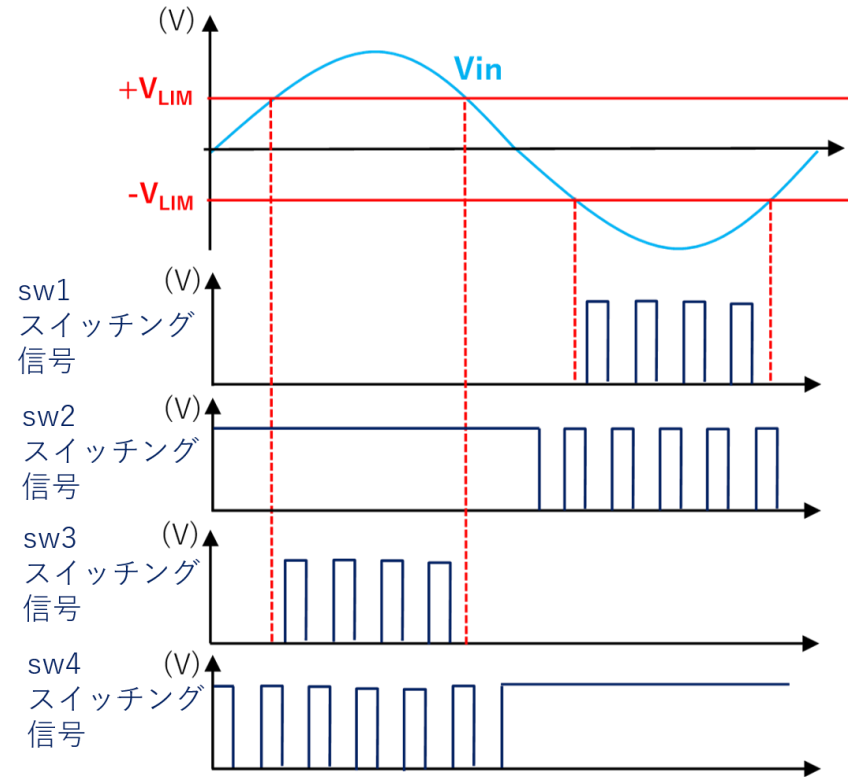 (V)
Vin
+VLIM
-VLIM
(V)
sw1
スイッチング
信号
(V)
sw2
スイッチング
信号
(V)
sw3
スイッチング
信号
(V)
sw4
スイッチング
信号